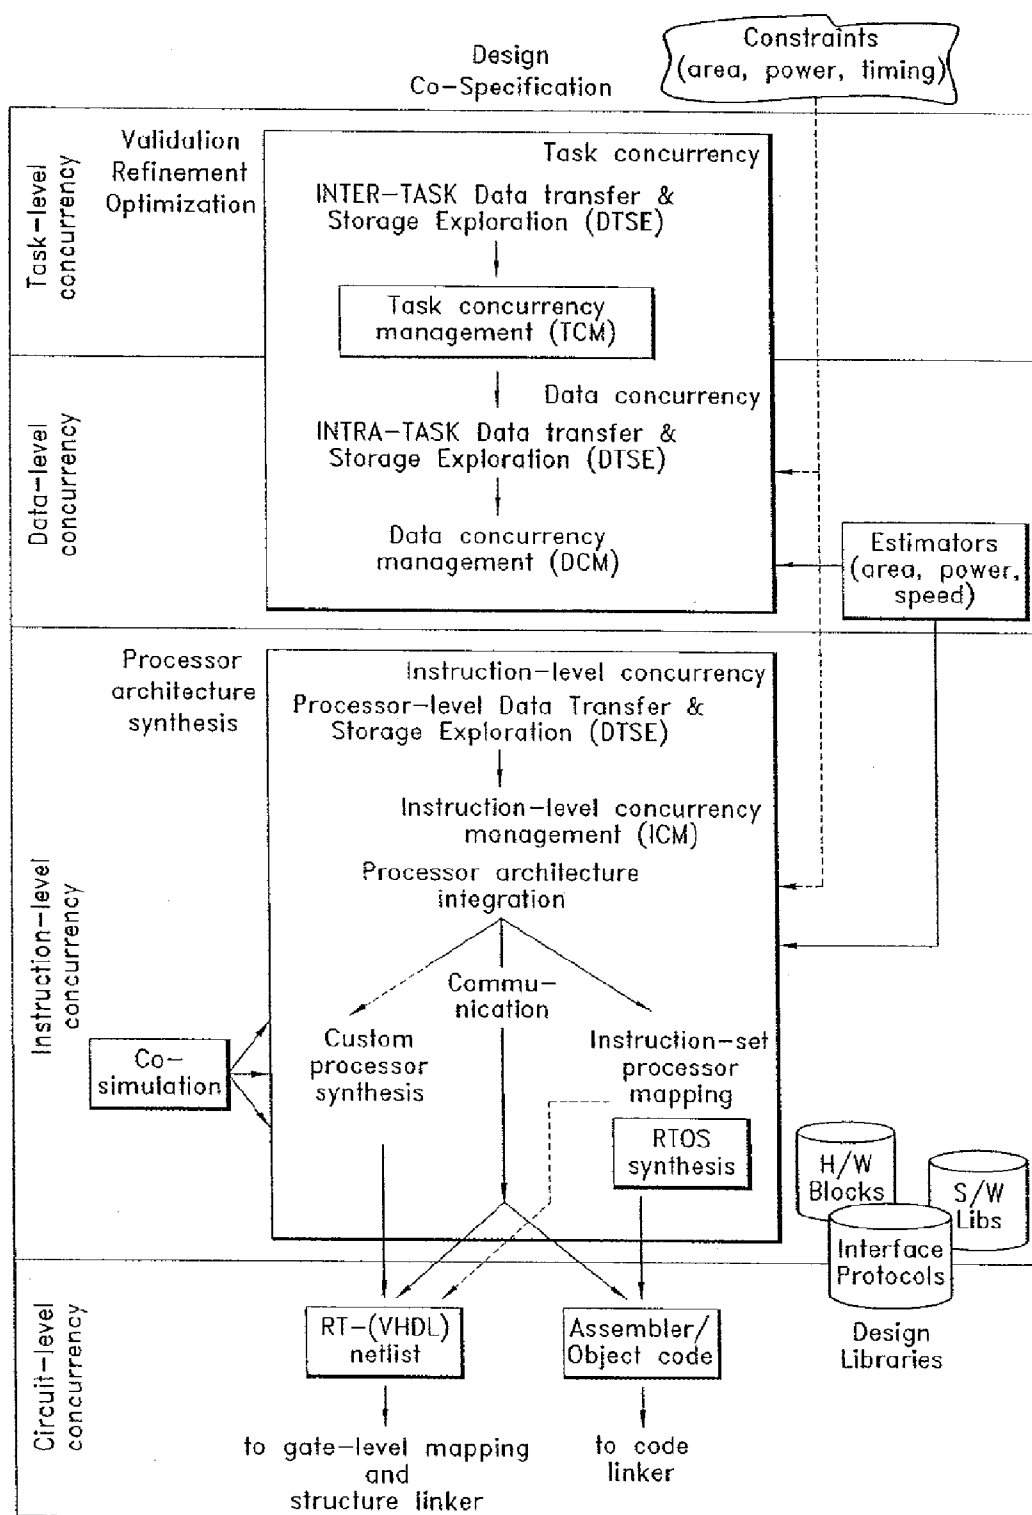 Design
Co-Specification
Constraints
(area, power, timing)
Task-level
concurrency
Validation
Refinement
Optimization
Task concurrency
INTER-TASK Data transfer &
Storage Exploration (DTSE)
Task concurrency
management (TCM)
Data-level
concurrency
Data concurrency
INTRA-TASK Data transfer &
Storage Exploration (DTSE)
Data concurrency
management (DCM)
Estimators
(area, power,
speed)
Instruction-level
concurrency
Processor
architecture
synthesis
Instruction-level concurrency
Processor-level Data Transfer &
Storage Exploration (DTSE)
Instruction-level concurrency
management (ICM)
Processor architecture
integration
Commu-
nication
Custom
processor
synthesis
Instruction-set
processor
mapping
Co-
simulation
RTOS
synthesis
H/W
Blocks
S/W
Libs
Interface
Protocols
Design
Libraries
Circuit-level
concurrency
RT-(VHDL)
netlist
Assembler/
Object code
to gate-level mapping
and
structure linker
to code
linker